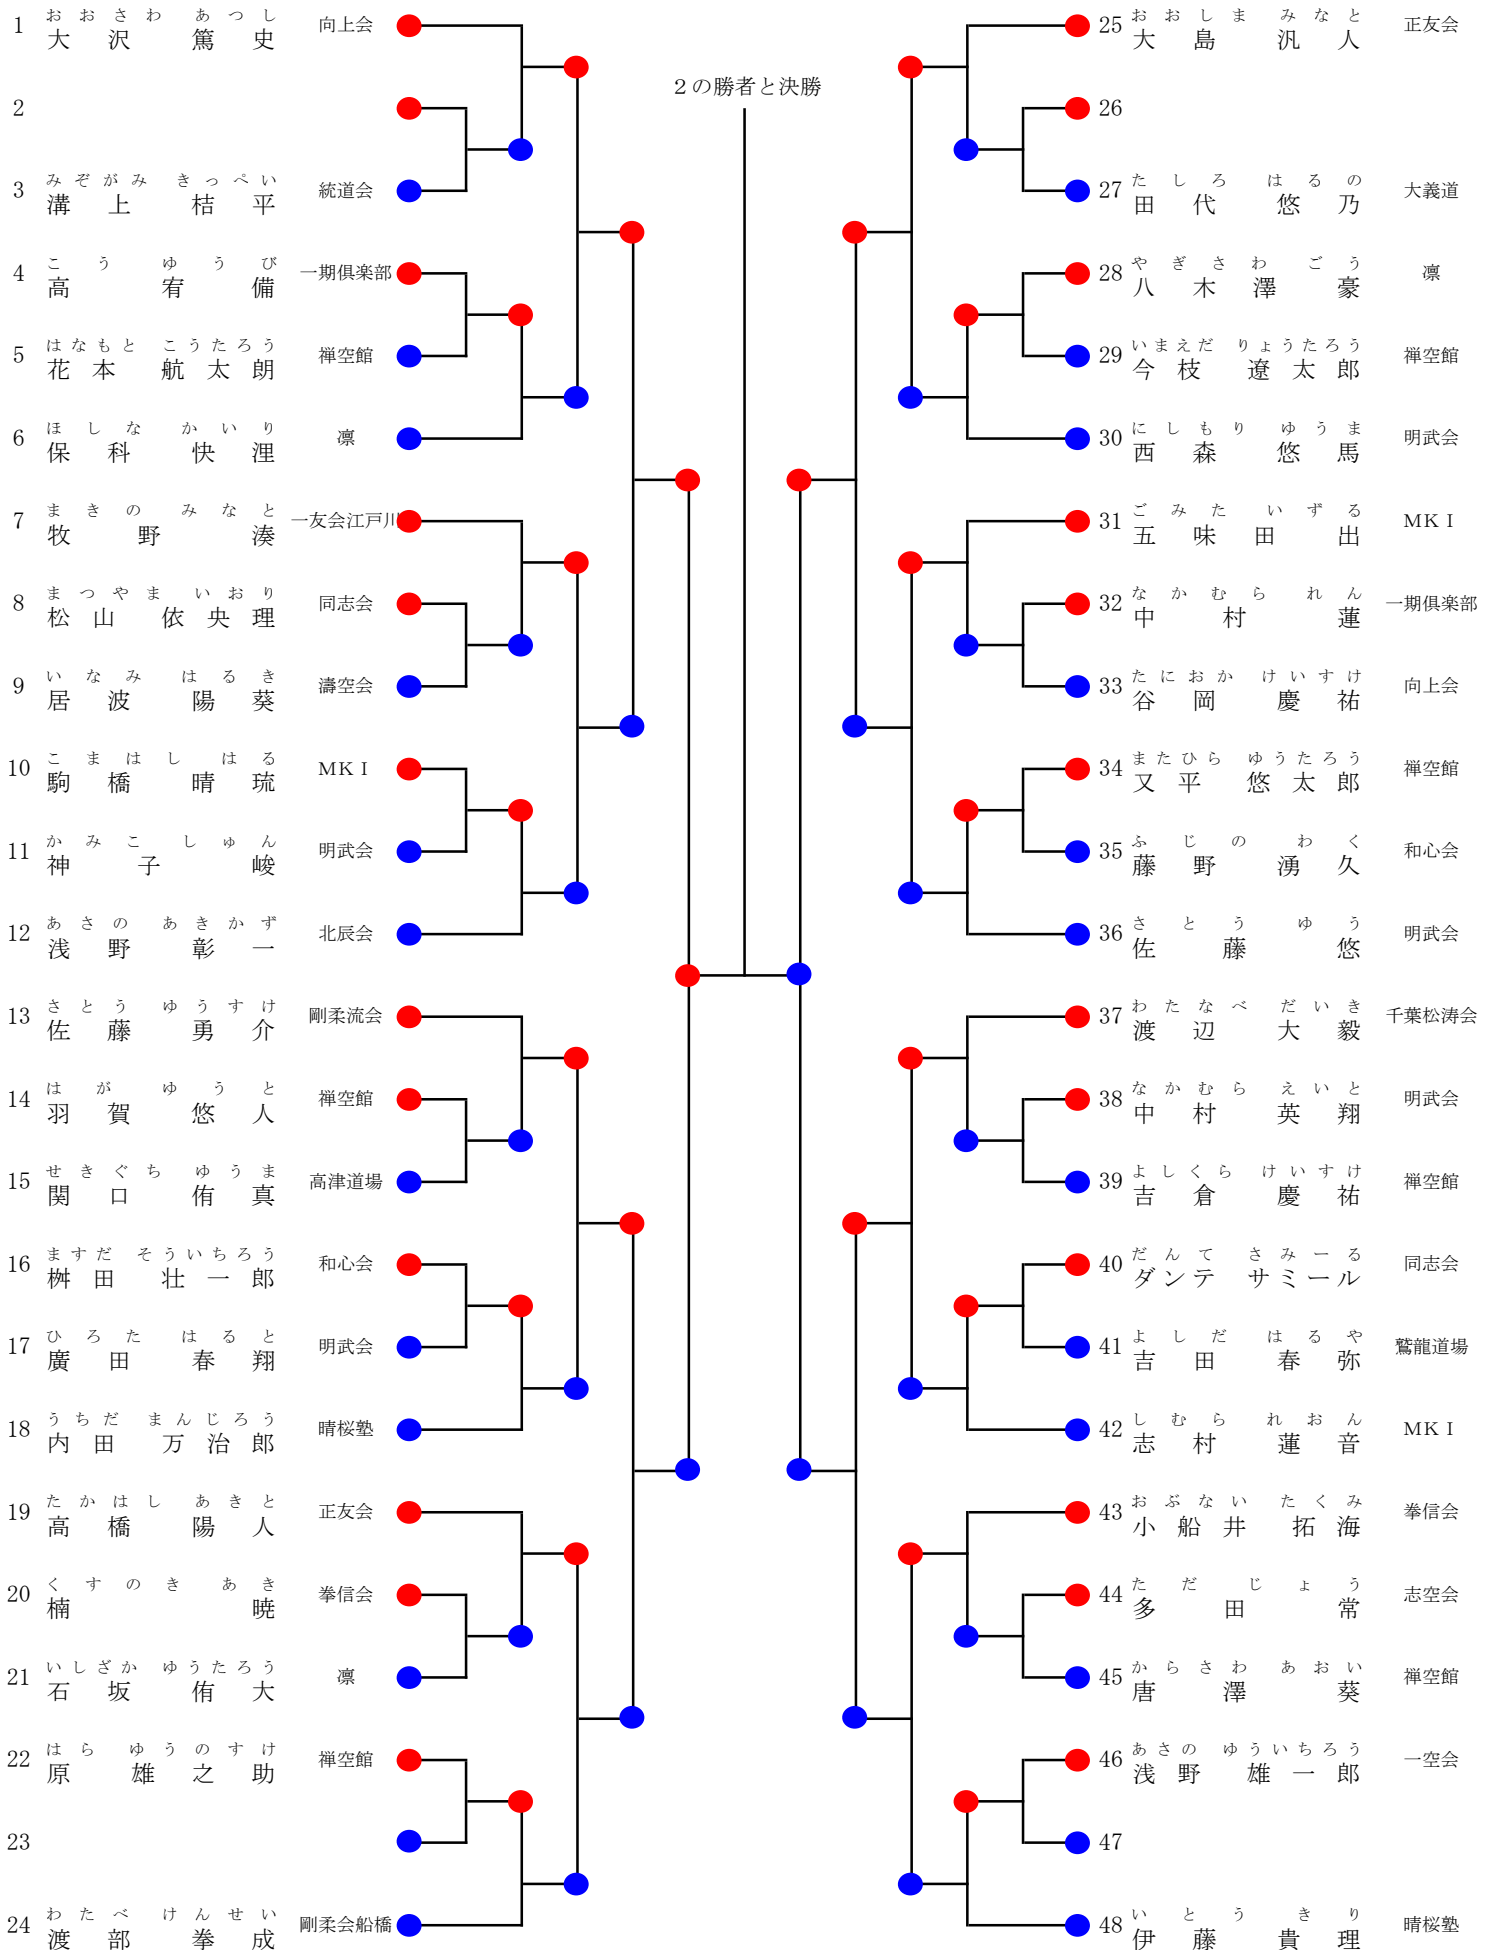 ２の勝者と決勝
おおさわ あつし
1 大沢 篤史 向上会
2
みぞがみ きっぺい
3 溝上 桔平 統道会
こう ゆうび
4 高 宥備 一期倶楽部
はなもと こうたろう
5 花本 航太朗 禅空館
ほしな かいり
6 保科 快浬 凛
まきの みなと
7 牧野 湊 一友会江戸川
まつやま いおり
8 松山 依央理 同志会
いなみ はるき
9 居波 陽葵 濤空会
こまはし はる
10 駒橋 晴琉 MKＩ
かみこ しゅん
11 神子 峻 明武会
あさの あきかず
12 浅野 彰一 北辰会
さとう ゆうすけ
13 佐藤 勇介 剛柔流会
はが ゆうと
14 羽賀 悠人 禅空館
せきぐち ゆうま
15 関口 侑真 高津道場
ますだ そういちろう
16 桝田 壮一郎 和心会
ひろた はると
17 廣田 春翔 明武会
うちだ まんじろう
18 内田 万治郎 晴桜塾
たかはし あきと
19 高橋 陽人 正友会
くすのき あき
20 楠 暁 拳信会
いしざか ゆうたろう
21 石坂 侑大 凛
はら ゆうのすけ
22 原 雄之助 禅空館
23
わたべ けんせい
24 渡部 拳成 剛柔会船橋
おおしま みなと
25 大島 汎人 正友会
26
たしろ はるの
27 田代 悠乃 大義道
やぎさわ ごう
28 八木澤 豪 凛
いまえだ りょうたろう
29 今枝 遼太郎 禅空館
にしもり ゆうま
30 西森 悠馬 明武会
ごみた いずる
31 五味田 出 MKＩ
なかむら れん
32 中村 蓮 一期倶楽部
たにおか けいすけ
33 谷岡 慶祐 向上会
またひら ゆうたろう
34 又平 悠太郎 禅空館
ふじの わく
35 藤野 湧久 和心会
さとう ゆう
36 佐藤 悠 明武会
わたなべ だいき
37 渡辺 大毅 千葉松涛会
なかむら えいと
38 中村 英翔 明武会
よしくら けいすけ
39 吉倉 慶祐 禅空館
だんて さみーる
40 ダンテ サミール 同志会
よしだ はるや
41 吉田 春弥 鷲龍道場
しむら れおん
42 志村 蓮音 MKＩ
おぶない たくみ
43 小船井 拓海 拳信会
ただ じょう
44 多田 常 志空会
からさわ あおい
45 唐澤 葵 禅空館
あさの ゆういちろう
46 浅野 雄一郎 一空会
47
いとう きり
48 伊藤 貴理 晴桜塾